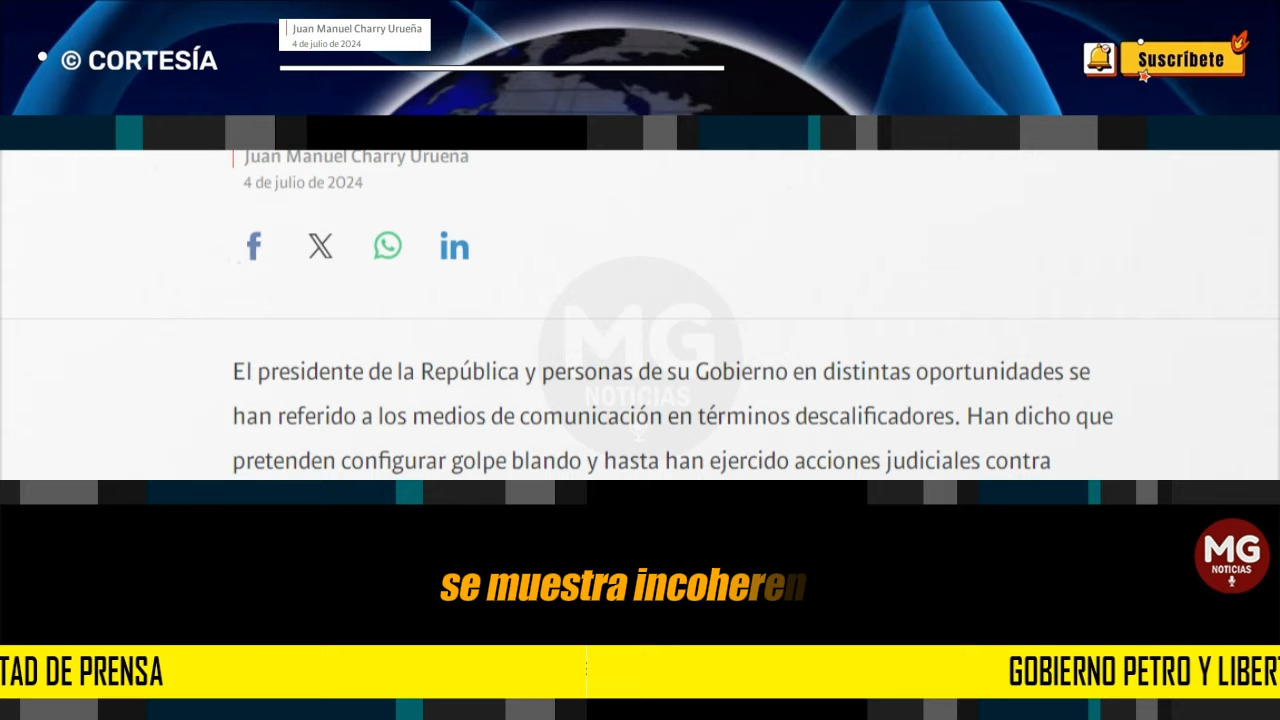 Juan Manuel Charry Urueña
4 de julio de 2024
© CORTESÍA
Suscríbete
Juan Manuel Charry Urueña
4 de julio de 2024
El presidente de la República y personas de su Gobierno en distintas oportunidades se
han referido a los medios de comunicación en términos descalificadores. Han dicho que
pretenden configurar golpe blando y hasta han ejercido acciones judiciales contra
MG
NOTICIAS
MG
NOTICIAS
se muestra incoheren
TAD DE PRENSA
GOBIERNO PETRO Y LIBERT